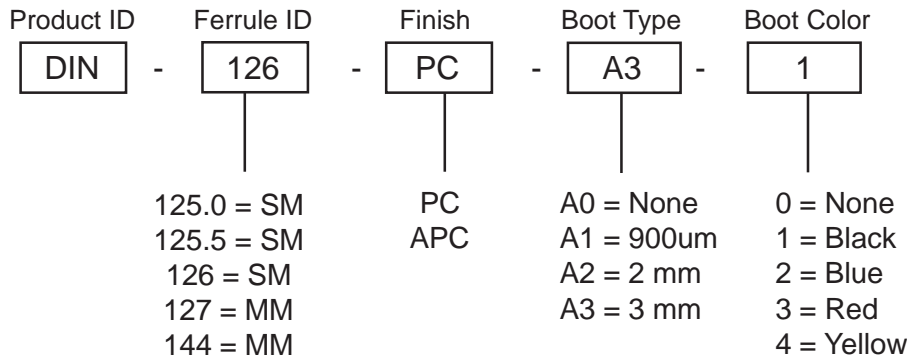 Product ID Ferrule ID Finish Boot Type Boot Color
DIN - 126 - PC - A3 - 1
125.0 = SM PC A0 = None 0 = None
125.5 = SM APC A1 = 900um 1 = Black
126 = SM A2 = 2 mm 2 = Blue
127 = MM A3 = 3 mm 3 = Red
144 = MM 4 = Yellow